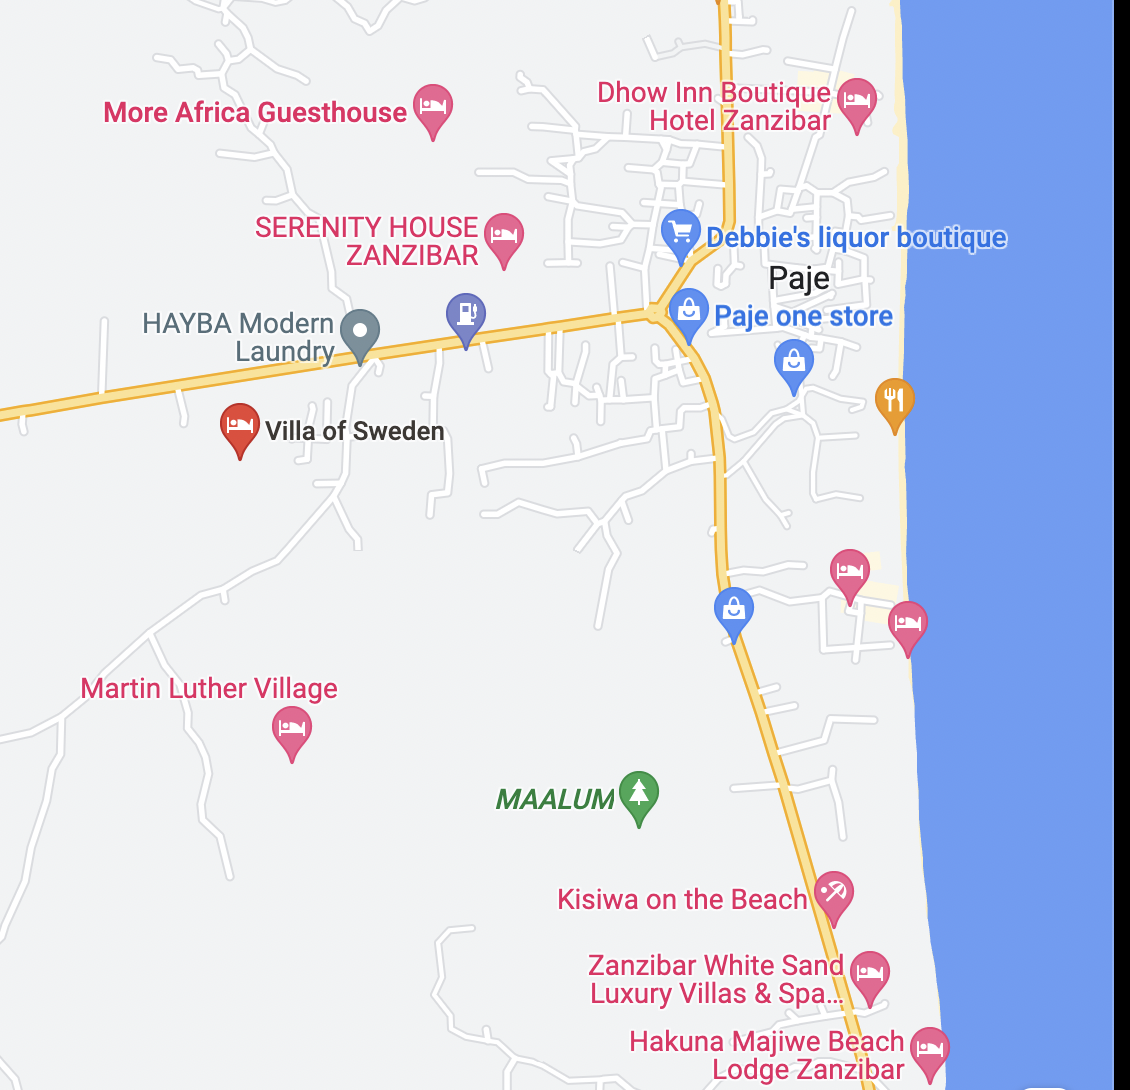 Dhow Inn Boutique
Hotel Zanzibar
More Africa Guesthouse
SERENITY HOUSE
ZANZIBAR
Debbie's liquor boutique
Paje
Paje one store
HAYBA Modern
Laundry
Villa of Sweden
Martin Luther Village
MAALUM
Kisiwa on the Beach
Zanzibar White Sand
Luxury Villas & Spa...
Hakuna Majiwe Beach
Lodge Zanzibar